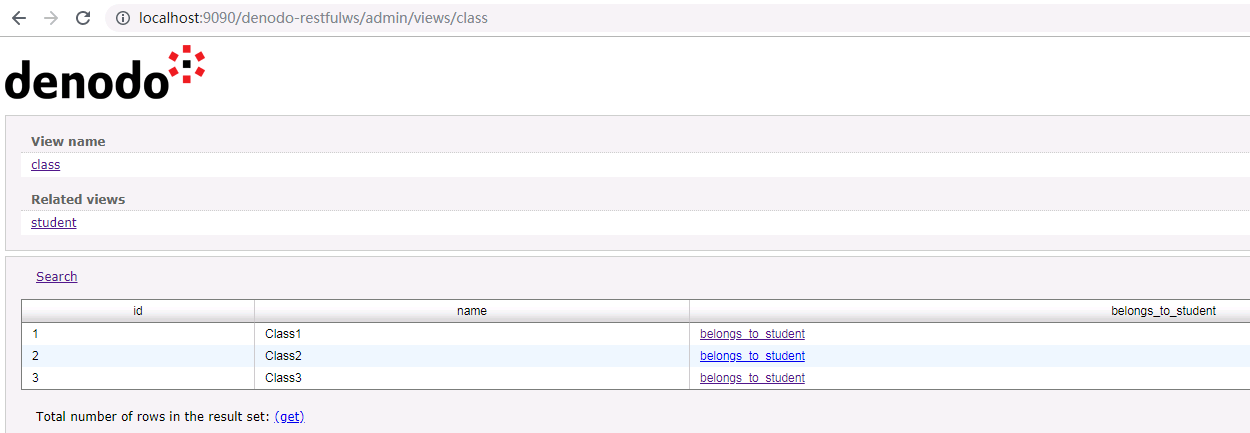 localhost:9090/denodo-restfulws/admin/views/class
denodo
View name
class
Related views
student
Search
id name belongs_to_student
1 Class1 belongs_to_student
2 Class2 belongs_to_student
3 Class3 belongs_to_student
Total number of rows in the result set: (get)